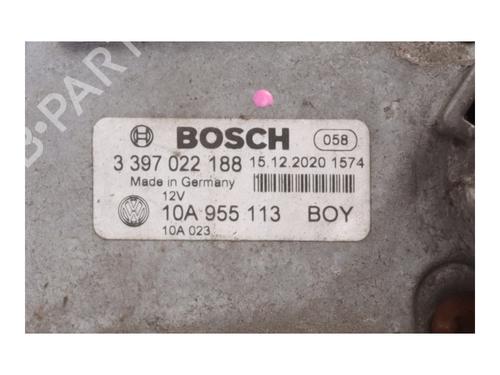 B-PARTS
BOSCH 058
3 397 022 188 15.12.2020 1574
Made in Germany
12V
10A 955 113 BOY
10A 023